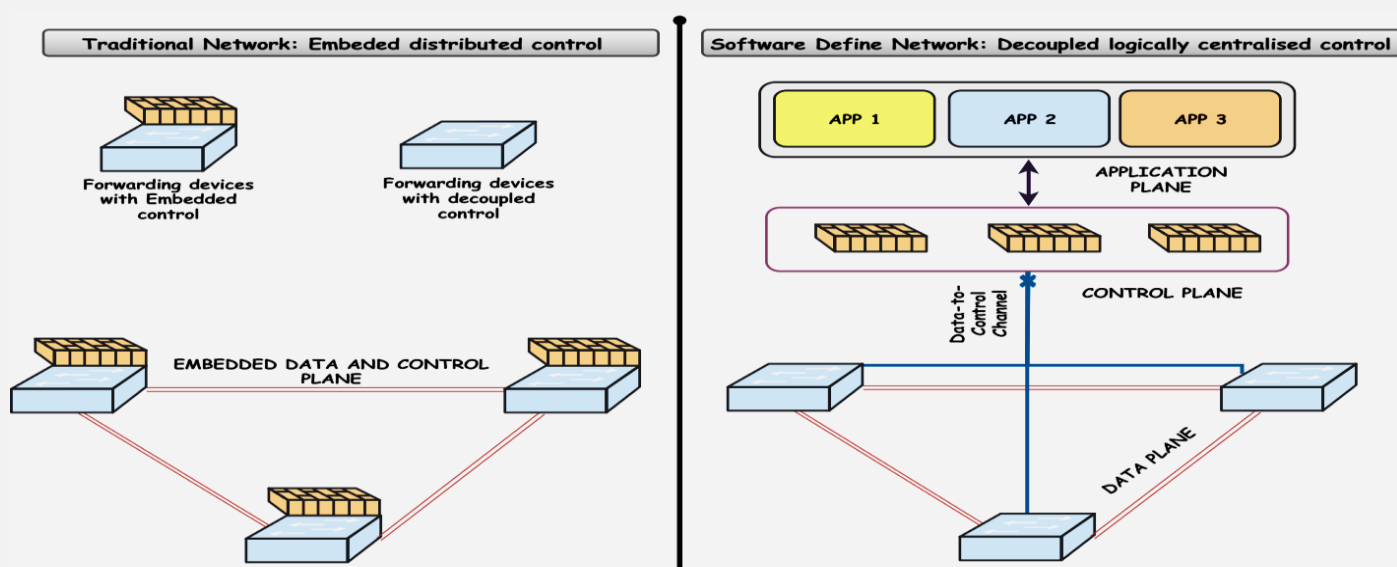 Traditional Network: Embeded distributed control
Forwarding devices
with Embedded
control
Forwarding devices
with decoupled
control
EMBEDDED DATA AND CONTROL
PLANE
Software Define Network: Decoupled logically centralised control
APP 1
APP 2
APP 3
APPLICATION
PLANE
CONTROL PLANE
Data-to-
Control
Channel
DATA PLANE